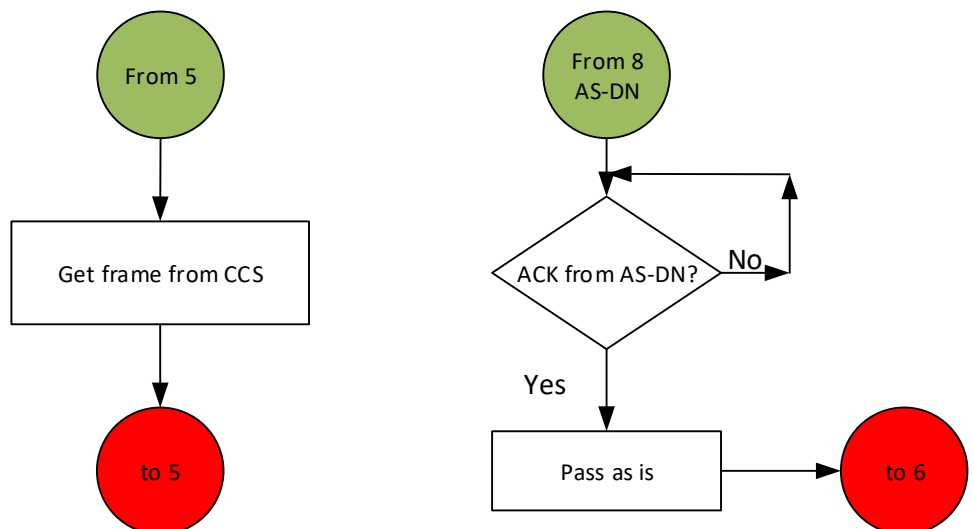 From 5
Get frame from CCS
to 5
From 8
AS-DN
ACK from AS-DN?
No
Yes
Pass as is
to 6